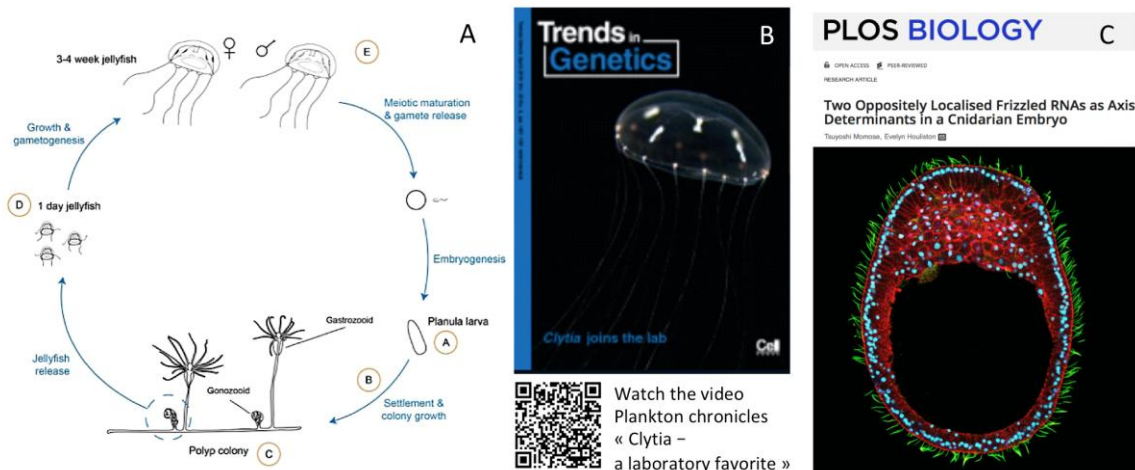 A
3-4 week jellyfish
♀
♂
E
Meiotic maturation
& gamete release
Embryogenesis
Planula larva
A
B
Settlement &
colony growth
Gastrozooid
Gonozooid
Polyp colony
C
Jellyfish
release
D
1 day jellyfish
Growth &
gametogenesis
B
Trends in
Genetics
Clytia joins the lab
Cell
Watch the video
Plankton chronicles
« Clytia –
a laboratory favorite »
PLOS BIOLOGY
C
OPEN ACCESS
PEER-REVIEWED
RESEARCH ARTICLE
Two Oppositely Localised Frizzled RNAs as Axis
Determinants in a Cnidarian Embryo
Tsuyoshi Momose, Evelyn Houliston